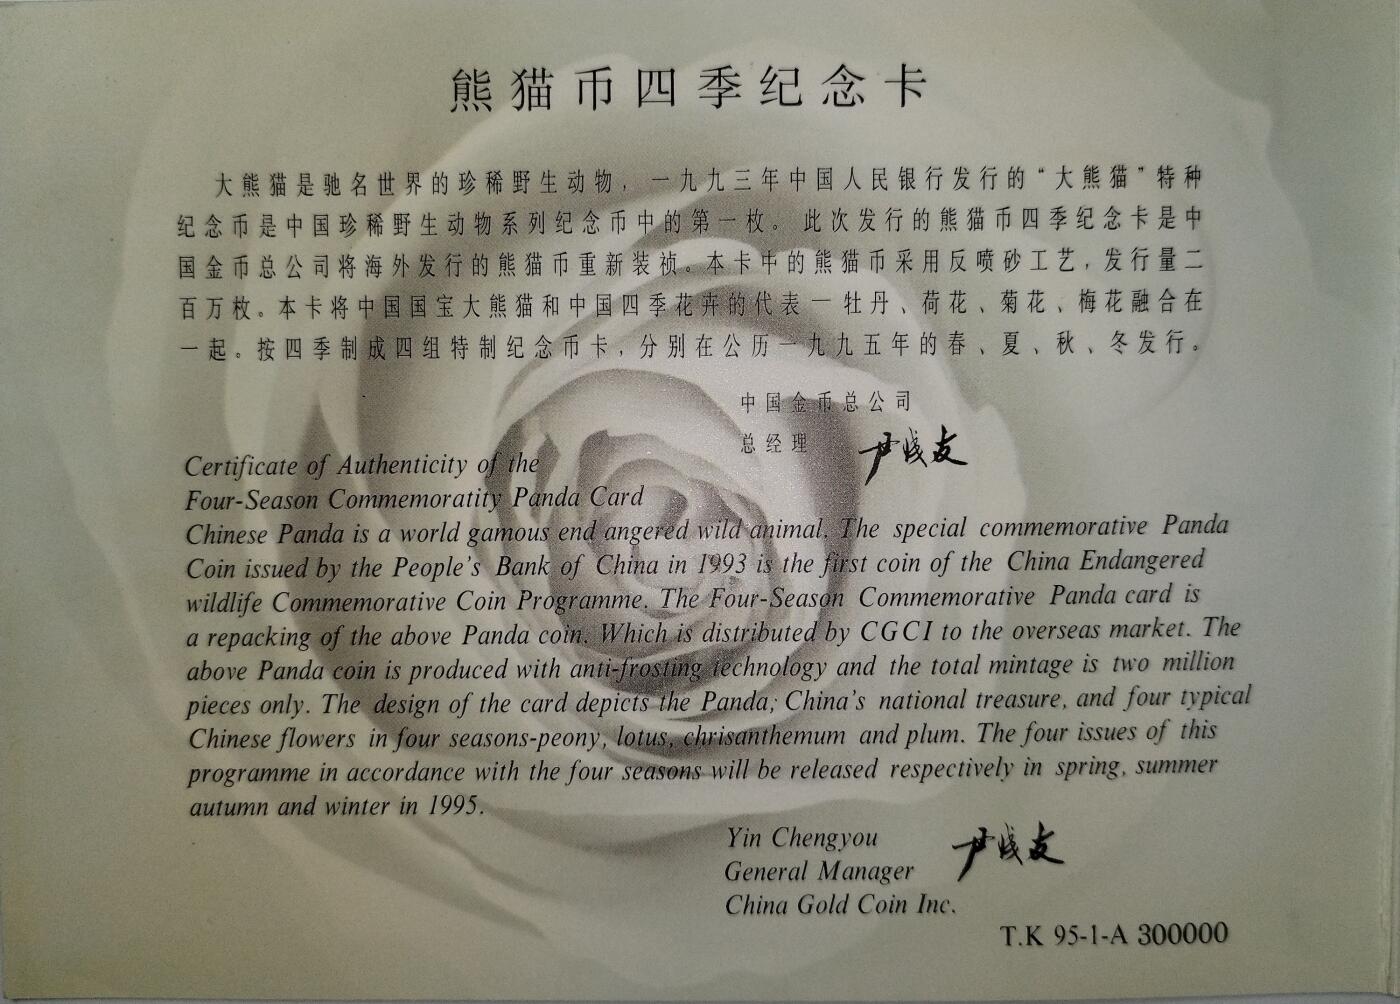 熊猫币四季纪念卡
大熊猫是驰名世界的珍稀野生动物，一九九三年中国人民银行发行的“大熊猫”特种
纪念币是中国珍稀野生动物系列纪念币中的第一枚。此次发行的熊猫币四季纪念卡是中
国金币总公司将海外发行的熊猫币重新装祯。本卡中的熊猫币采用反喷砂工艺，发行量二
百万枚。本卡将中国国宝大熊猫和中国四季花卉的代表一牡丹、荷花、菊花、梅花融合在
一起。按四季制成四组特制纪念币卡，分别在公历一九九五年的春、夏、秋、冬发行。
中国金币总公司
总经理 尹成友
Certificate of Authenticity of the
Four-Season Commemoratity Panda Card
Chinese Panda is a world gamous end angered wild animal. The special commemorative Panda
Coin issued by the People's Bank of China in 1993 is the first coin of the China Endangered
wildlife Commemorative Coin Programme. The Four-Season Commemorative Panda card is
a repacking of the above Panda coin. Which is distributed by CGCI to the overseas market. The
above Panda coin is produced with anti-frosting technology and the total mintage is two million
pieces only. The design of the card depicts the Panda; China's national treasure, and four typical
Chinese flowers in four seasons-peony, lotus, chrisanthemum and plum. The four issues of this
programme in accordance with the four seasons will be released respectively in spring, summer
autumn and winter in 1995.
Yin Chengyou 尹成友
General Manager
China Gold Coin Inc.
T.K 95-1-A 300000